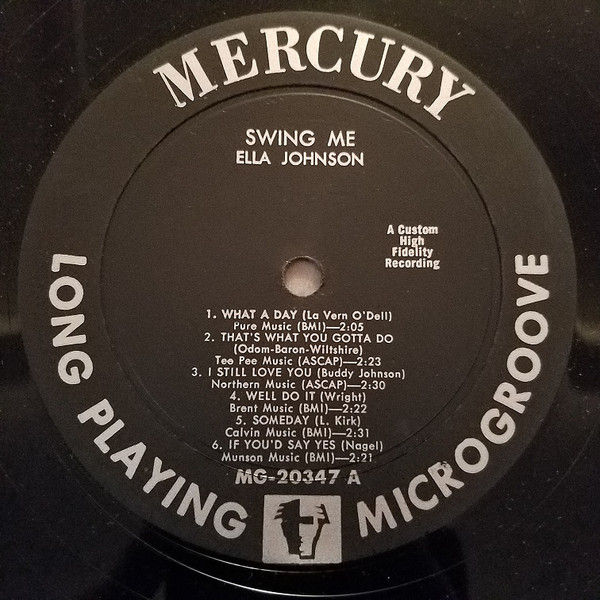 MERCURY
SWING ME
ELLA JOHNSON
A Custom
High
Fidelity
Recording
1. WHAT A DAY (La Vern O'Dell)
Pure Music (BMI)—2:05
2. THAT'S WHAT YOU GOTTA DO
(Odom-Baron-Wiltshire)
Tee Pee Music (ASCAP)—2:23
3. I STILL LOVE YOU (Buddy Johnson)
Northern Music (ASCAP)—2:30
4. WELL DO IT (Wright)
Brent Music (BMI)—2:22
5. SOMEDAY (L. Kirk)
Calvin Music (BMI)—2:31
6. IF YOU'D SAY YES (Nagel)
Munson Music (BMI)—2:21
MG-20347 A
LONG PLAYING MICROGROOVE